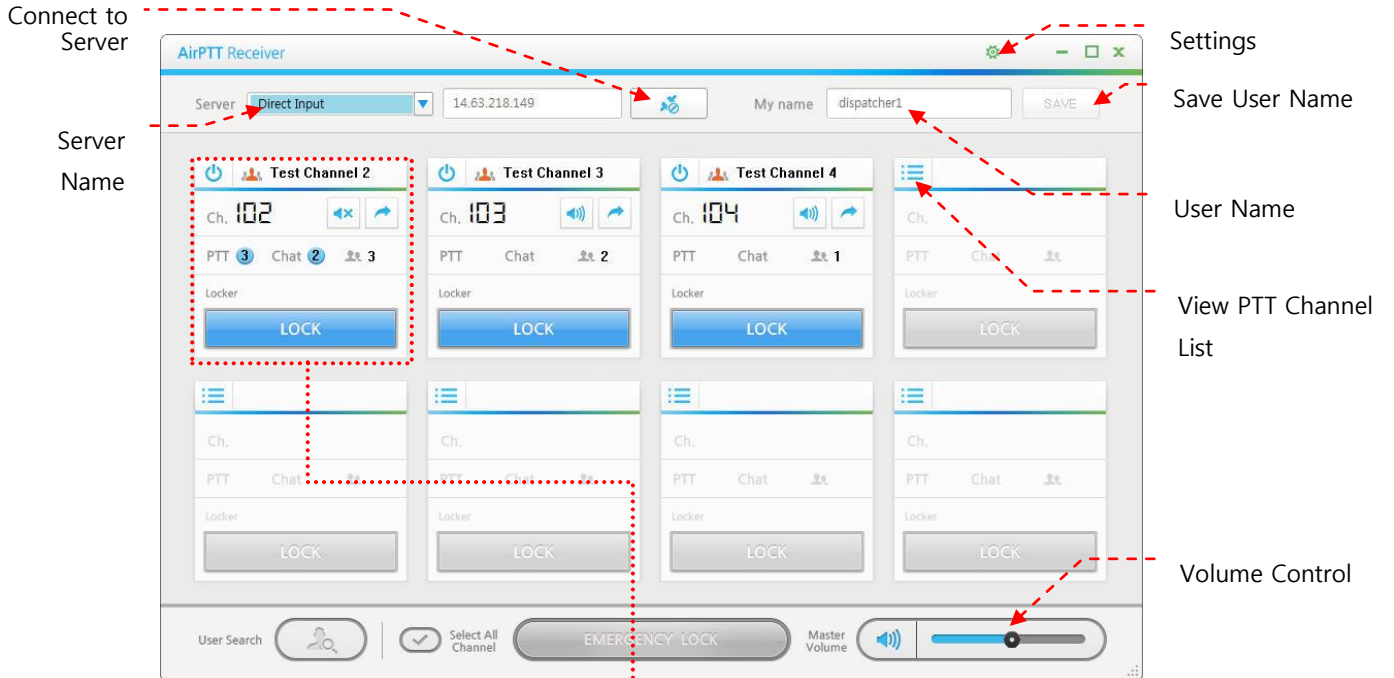 Connect to
Server
Settings
AirPTT Receiver
Server Direct Input 14.63.218.149 My name dispatcher1 SAVE
Save User Name
Server
Name
User Name
View PTT Channel
List
Test Channel 2 Test Channel 3 Test Channel 4
Ch. 102 Ch. 103 Ch. 104 Ch.
PTT 3 Chat 2 3 PTT Chat 2 PTT Chat 1 PTT Chat
Locker Locker Locker Locker
LOCK LOCK LOCK LOCK
Ch. Ch. Ch. Ch.
PTT Chat PTT Chat PTT Chat PTT Chat
Locker Locker Locker Locker
LOCK LOCK LOCK LOCK
Volume Control
User Search Select All
Channel EMERGENCY LOCK Master
Volume